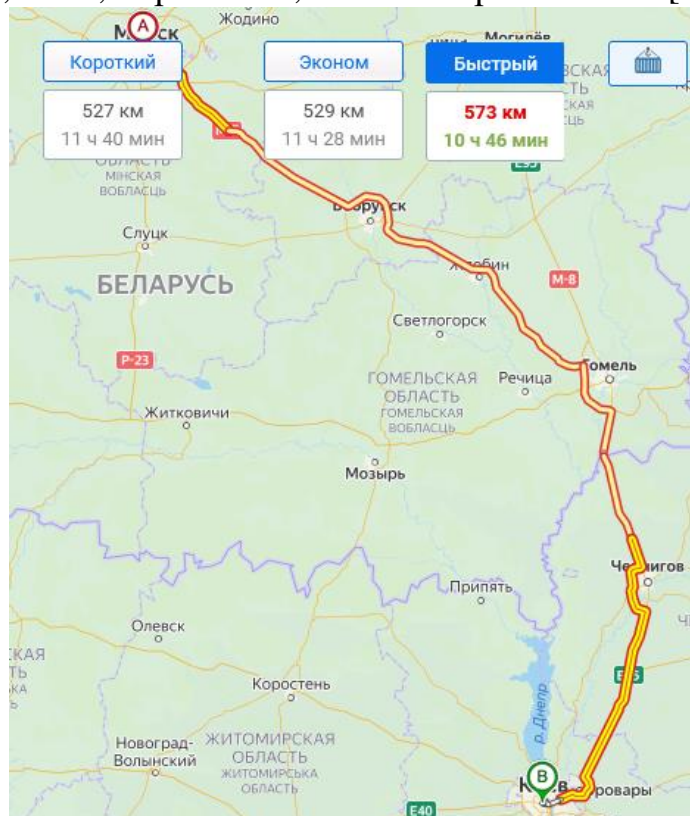 Жодино
А
Могилёв
Короткий
Эконом
Быстрый
527 км
11 ч 40 мин
529 км
11 ч 28 мин
573 км
10 ч 46 мин
ОБЛАСТЬ
МІНСКАЯ
ВОБЛАСЦЬ
Бобруйск
Слуцк
БЕЛАРУСЬ
Жлобин
М-8
Светлогорск
Р-23
ГОМЕЛЬСКАЯ
ОБЛАСТЬ
ГОМЕЛЬСКАЯ
ВОБЛАСЦЬ
Речица
Гомель
Житковичи
Мозырь
Чернигов
Припять
Олевск
Коростень
р. Днепр
Новоград-
Волынский
ЖИТОМИРСКАЯ
ОБЛАСТЬ
ЖИТОМИРСЬКА
ОБЛАСТЬ
В
Киев
Бровары
Е40